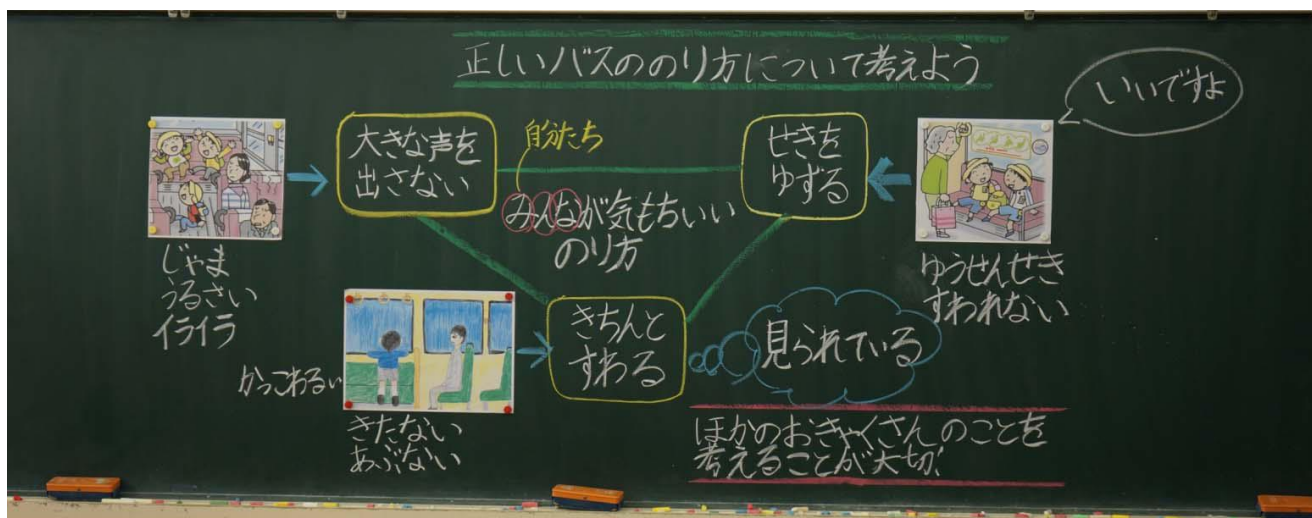 正しいバスののり方について考えよう
いいですよ
大きな声を
出さない
自分たち
せきを
ゆずる
みんなが気もちいい
のり方
じゃま
うるさい
イライラ
ゆうせんせき
すわれない
きちんと
すわる
見られている
かっこわるい
きたない
あぶない
ほかのおきゃくさんのことを
考えることが大切